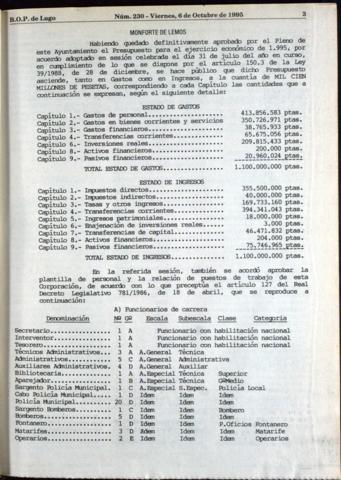 B.O.P. de Lugo Núm. 230 - Viernes, 6 de Octubre de 1995 3
MONFORTE DE LEMOS
Habiendo quedado definitivamente aprobado por el Pleno de
este Ayuntamiento el Presupuesto para el ejercicio económico de 1.995, por
acuerdo adoptado en sesión celebrada el día 31 de julio del año en curso,
en cumplimiento de lo que se dispone por el artículo 150.3 de la Ley
39/1988, de 28 de diciembre, se hace público que dicho Presupuesto
asciende, tanto en Gastos como en Ingresos, a la cuantía de MIL CIEN
MILLONES DE PESETAS, correspondiendo a cada Capítulo las cantidades que a
continuación se expresan, según el siguiente detalle:
ESTADO DE GASTOS
Capítulo 1.- Gastos de personal 413.856.583 ptas.
Capítulo 2.- Gastos en bienes corrientes y servicios 350.726.971 ptas.
Capítulo 3.- Gastos financieros 38.765.933 ptas.
Capítulo 4.- Transferencias corrientes 65.675.056 ptas.
Capítulo 6.- Inversiones reales 209.815.433 ptas.
Capítulo 8.- Activos financieros 200.000 ptas.
Capítulo 9.- Pasivos financieros 20.960.024 ptas.
TOTAL ESTADO DE GASTOS 1.100.000.000 ptas.
ESTADO DE INGRESOS
Capítulo 1.- Impuestos directos 355.500.000 ptas.
Capítulo 2.- Impuestos indirectos 40.000.000 ptas.
Capítulo 3.- Tasas y otros ingresos 169.733.160 ptas.
Capítulo 4.- Transferencias corrientes 394.341.043 ptas.
Capítulo 5.- Ingresos patrimoniales 18.000.000 ptas.
Capítulo 6.- Enajenación de inversiones reales 3.000 ptas.
Capítulo 7.- Transferencias de capital 46.471.832 ptas.
Capítulo 8.- Activos financieros 204.000 ptas.
Capítulo 9.- Pasivos financieros 75.746.965 ptas.
TOTAL ESTADO DE INGRESOS 1.100.000.000 ptas.
En la referida sesión, también se acordó aprobar la
plantilla de personal y la relación de puestos de trabajo de esta
Corporación, de acuerdo con lo que preceptúa el artículo 127 del Real
Decreto Legislativo 781/1986, de 18 de abril, que se reproduce a
continuación:
A) Funcionarios de carrera
Denominación Nº GR Escala Subescala Clase Categoría
Secretario 1 A Funcionario con habilitación nacional
Interventor 1 A Funcionario con habilitación nacional
Tesorero 1 A Funcionario con habilitación nacional
Técnicos Administrativos 3 A A.General Técnica
Administrativos 5 C A.General Administrativa
Auxiliares Administrativos 4 D A.General Auxiliar
Bibliotecaria 1 A A.Especial Técnica Superior
Aparejador 1 B A.Especial Técnica GºMedio
Sargento Policía Municipal 1 C A.Especial S.Espec. Policía Local
Cabo Policía Municipal 1 D Idem Idem Idem
Policía Municipal 20 D Idem Idem Idem
Sargento Bomberos 1 C Idem Idem Bombero
Bomberos 5 D Idem Idem Idem
Fontanero 1 D Idem Idem P.Oficios Fontanero
Matarifes 3 D Idem Idem Idem Matarife
Operarios 2 E Idem Idem Idem Operarios